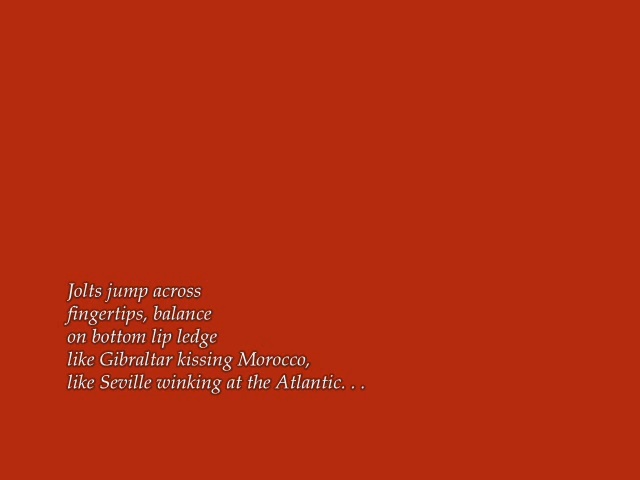 Jolts jump across
fingertips, balance
on bottom lip ledge
like Gibraltar kissing Morocco,
like Seville winking at the Atlantic. . .